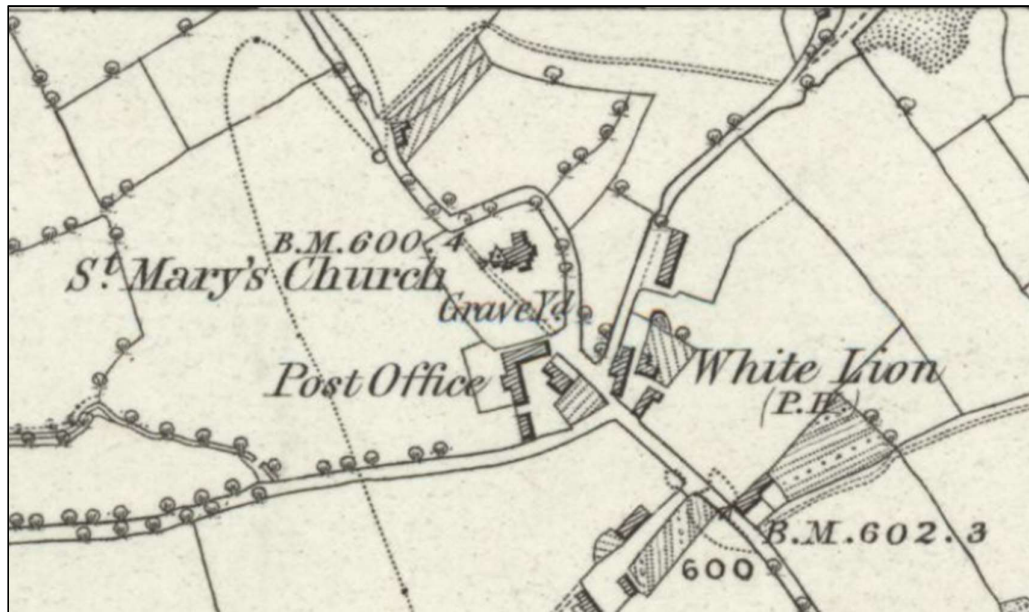 B.M.600.4
St. Mary's Church
Grave Yd.
Post Office
White Lion
(P.H.)
B.M.602.3
600